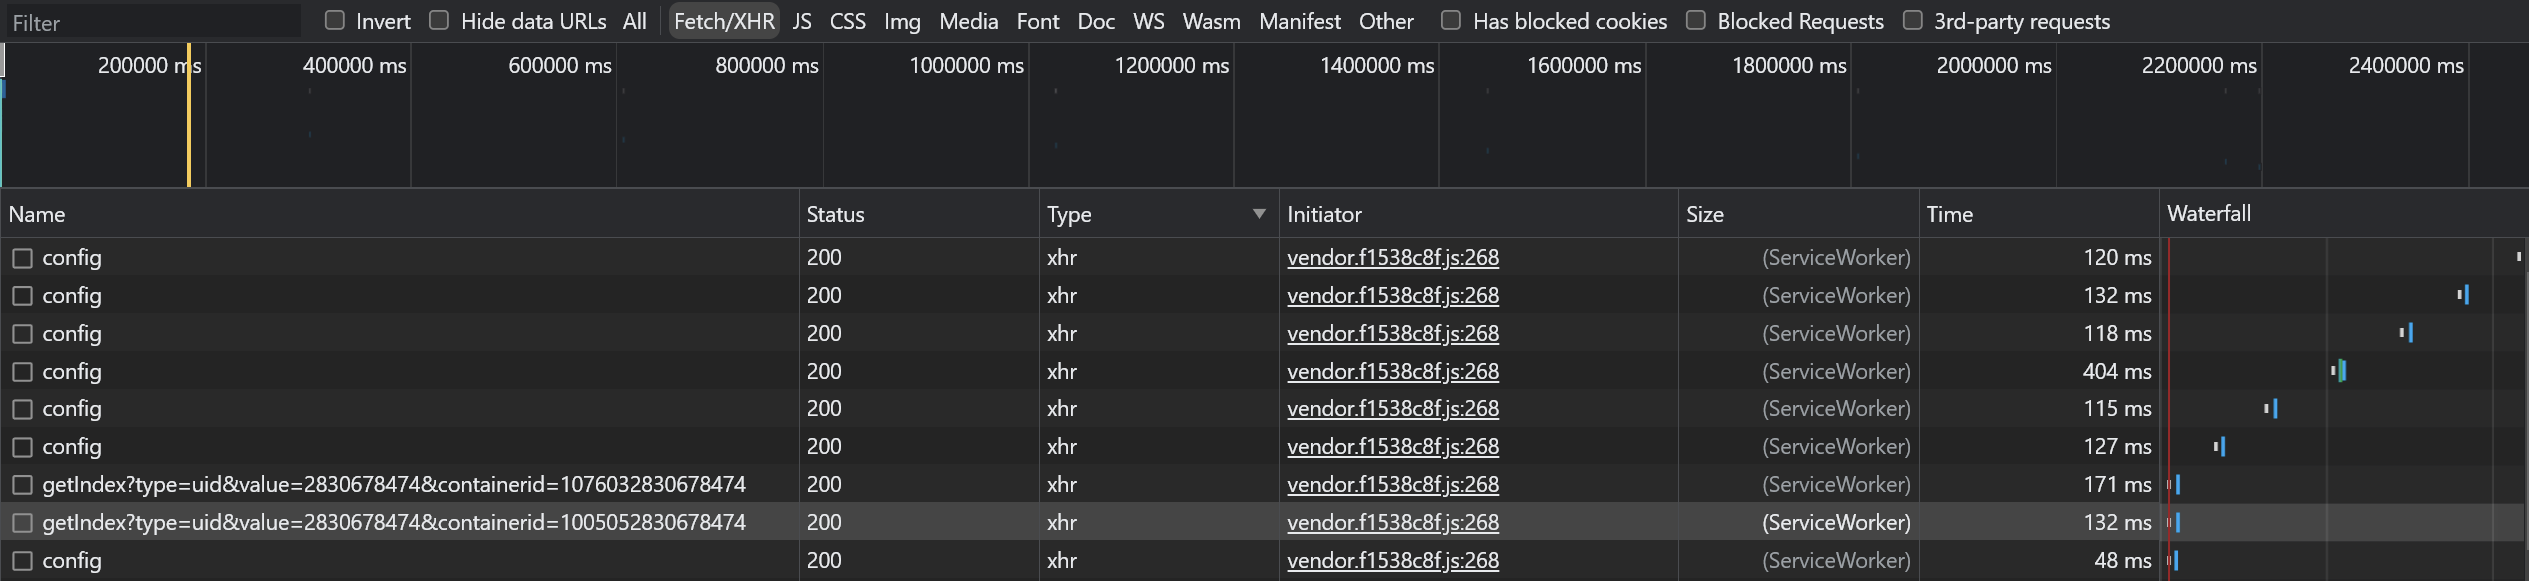 Filter Invert Hide data URLs All Fetch/XHR JS CSS Img Media Font Doc WS Wasm Manifest Other Has blocked cookies Blocked Requests 3rd-party requests
200000 ms 400000 ms 600000 ms 800000 ms 1000000 ms 1200000 ms 1400000 ms 1600000 ms 1800000 ms 2000000 ms 2200000 ms 2400000 ms
Name Status Type Initiator Size Time Waterfall
config 200 xhr vendor.f1538c8f.js:268 (ServiceWorker) 120 ms
config 200 xhr vendor.f1538c8f.js:268 (ServiceWorker) 132 ms
config 200 xhr vendor.f1538c8f.js:268 (ServiceWorker) 118 ms
config 200 xhr vendor.f1538c8f.js:268 (ServiceWorker) 404 ms
config 200 xhr vendor.f1538c8f.js:268 (ServiceWorker) 115 ms
config 200 xhr vendor.f1538c8f.js:268 (ServiceWorker) 127 ms
getIndex?type=uid&value=2830678474&containerid=1076032830678474 200 xhr vendor.f1538c8f.js:268 (ServiceWorker) 171 ms
getIndex?type=uid&value=2830678474&containerid=1005052830678474 200 xhr vendor.f1538c8f.js:268 (ServiceWorker) 132 ms
config 200 xhr vendor.f1538c8f.js:268 (ServiceWorker) 48 ms